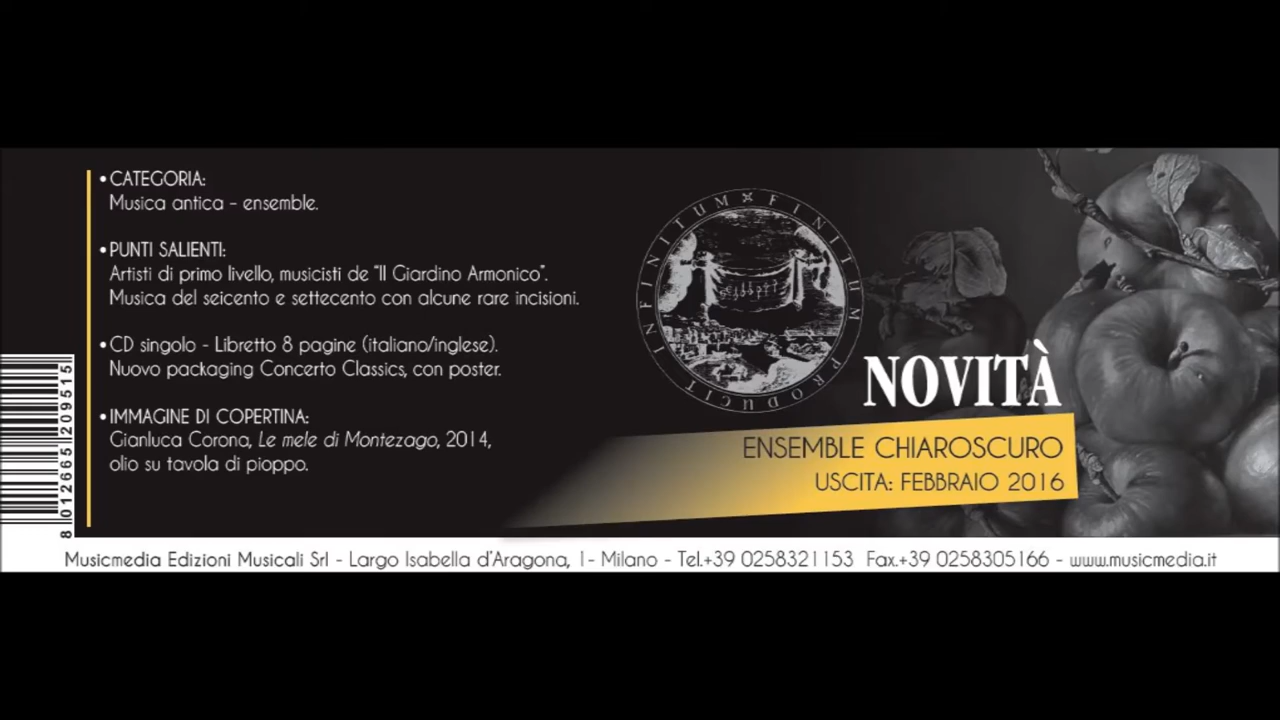 • CATEGORIA:
Musica antica - ensemble.
• PUNTI SALIENTI:
Artisti di primo livello, musicisti de "Il Giardino Armonico".
Musica del seicento e settecento con alcune rare incisioni.
• CD singolo - Libretto 8 pagine (italiano/inglese).
Nuovo packaging Concerto Classics, con poster.
• IMMAGINE DI COPERTINA:
Gianluca Corona, Le mele di Montezago, 2014,
olio su tavola di pioppo.
8 012665 209515
INFINITUM FINITUM PRODUCIT
NOVITÀ
ENSEMBLE CHIAROSCURO
USCITA: FEBBRAIO 2016
Musicmedia Edizioni Musicali Srl - Largo Isabella d'Aragona, 1- Milano - Tel.+39 0258321153 Fax.+39 0258305166 - www.musicmedia.it